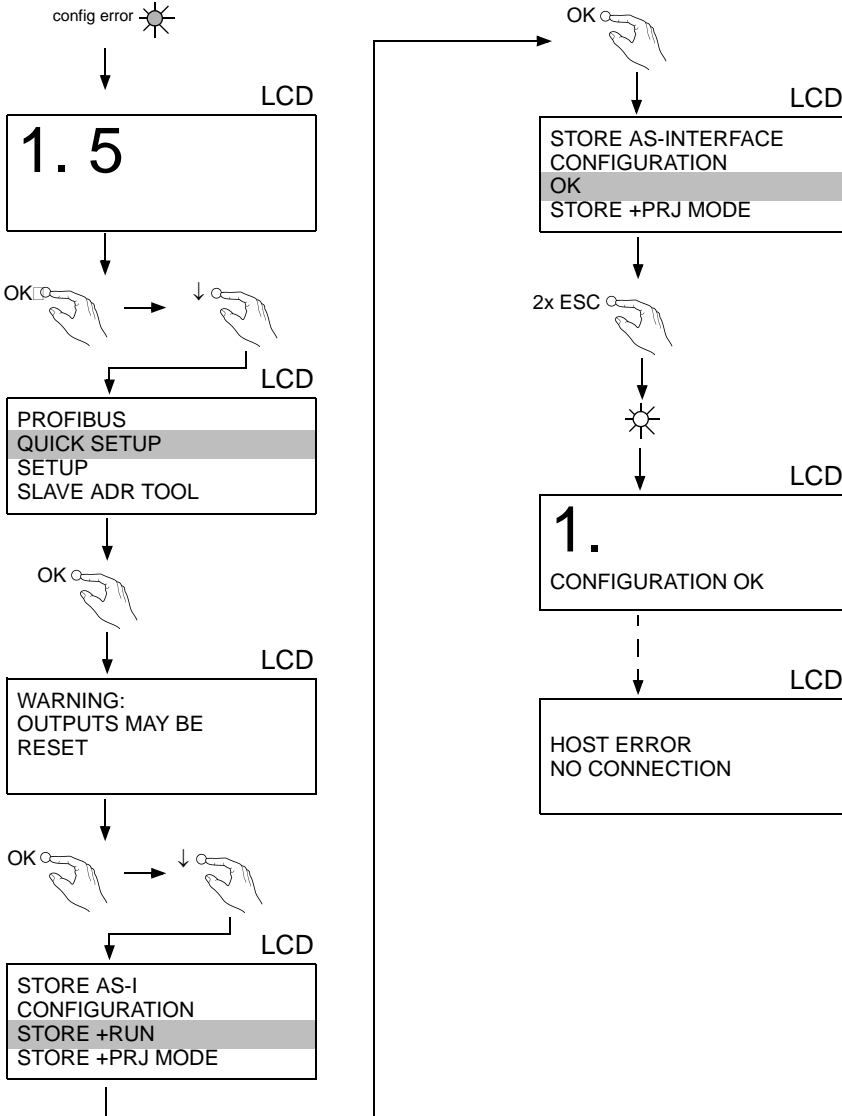 config error
LCD
1. 5
OK
↓
LCD
PROFIBUS
QUICK SETUP
SETUP
SLAVE ADR TOOL
OK
LCD
WARNING:
OUTPUTS MAY BE
RESET
OK
↓
LCD
STORE AS-I
CONFIGURATION
STORE +RUN
STORE +PRJ MODE
OK
LCD
STORE AS-INTERFACE
CONFIGURATION
OK
STORE +PRJ MODE
2x ESC
LCD
1.
CONFIGURATION OK
LCD
HOST ERROR
NO CONNECTION